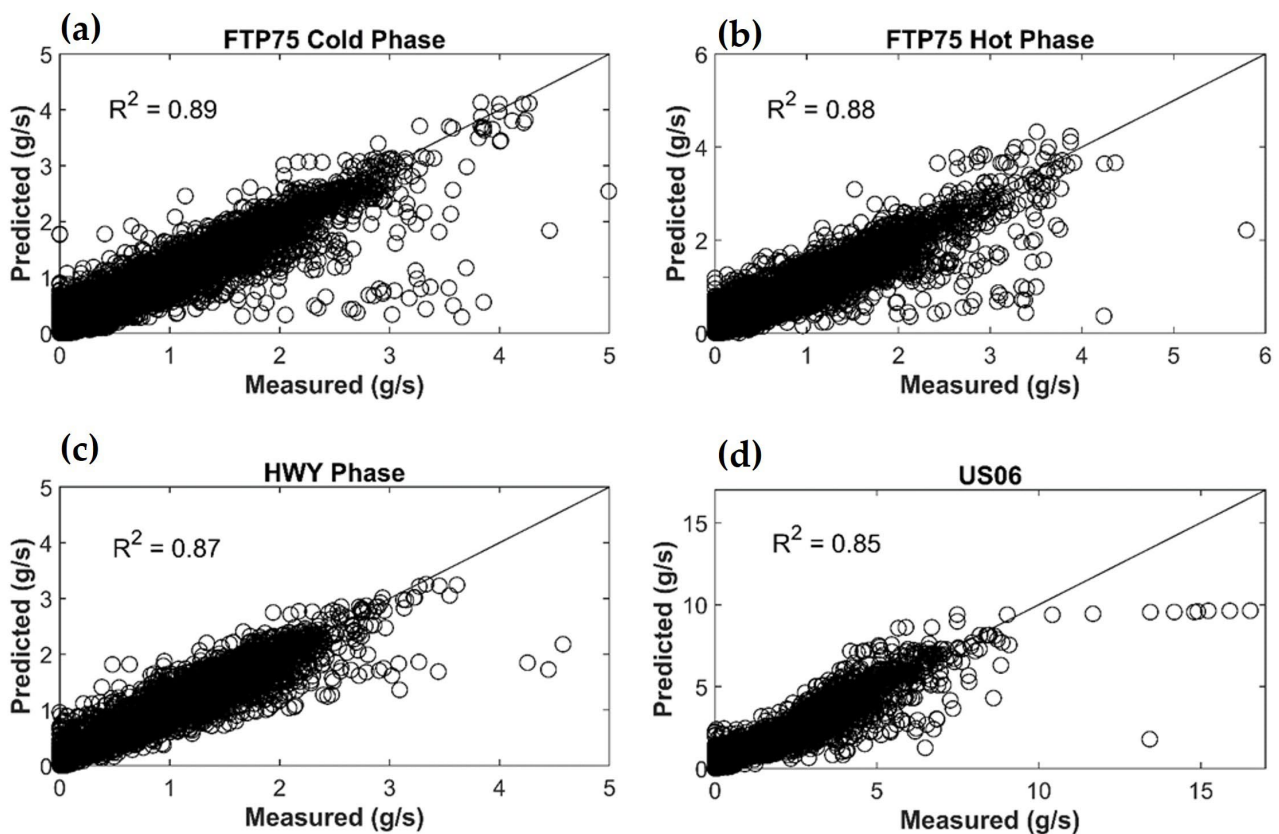 (a)
FTP75 Cold Phase
R² = 0.89
Predicted (g/s)
5
4
3
2
1
0
0 1 2 3 4 5
Measured (g/s)
(b)
FTP75 Hot Phase
R² = 0.88
Predicted (g/s)
6
4
2
0
0 1 2 3 4 5 6
Measured (g/s)
(c)
HWY Phase
R² = 0.87
Predicted (g/s)
5
4
3
2
1
0
0 1 2 3 4 5
Measured (g/s)
(d)
US06
R² = 0.85
Predicted (g/s)
15
10
5
0
0 5 10 15
Measured (g/s)